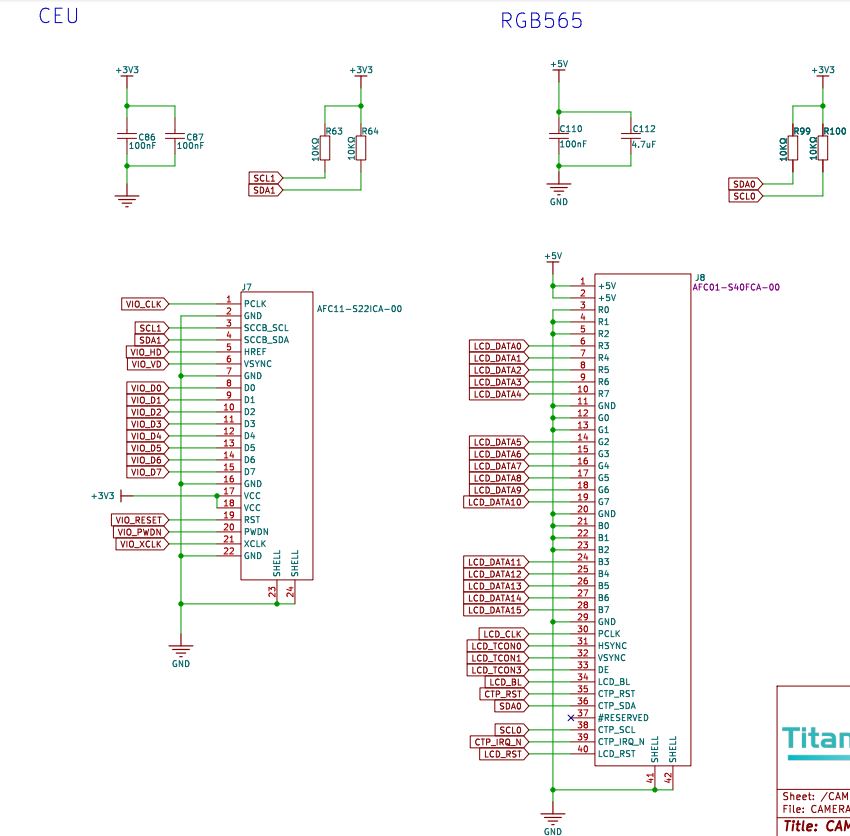 CEU
RGB565
+3V3
C86
100nF
C87
100nF
+3V3
R63
10KΩ
R64
10KΩ
SCL1
SDA1
+5V
C110
100nF
C112
4.7uF
GND
+3V3
R99
10KΩ
R100
10KΩ
SDA0
SCL0
J7
AFC11-S22ICA-00
VIO_CLK 1 PCLK
2 GND
SCL1 3 SCCB_SCL
SDA1 4 SCCB_SDA
VIO_HD 5 HREF
VIO_VD 6 VSYNC
7 GND
VIO_D0 8 D0
VIO_D1 9 D1
VIO_D2 10 D2
VIO_D3 11 D3
VIO_D4 12 D4
VIO_D5 13 D5
VIO_D6 14 D6
VIO_D7 15 D7
16 GND
+3V3 17 VCC
18 VCC
VIO_RESET 19 RST
VIO_PWDN 20 PWDN
VIO_XCLK 21 XCLK
22 GND
SHELL
SHELL
23
24
GND
+5V
J8
AFC01-S40FCA-00
1 +5V
2 +5V
3 R0
4 R1
5 R2
LCD_DATA0 6 R3
LCD_DATA1 7 R4
LCD_DATA2 8 R5
LCD_DATA3 9 R6
LCD_DATA4 10 R7
11 GND
12 G0
13 G1
LCD_DATA5 14 G2
LCD_DATA6 15 G3
LCD_DATA7 16 G4
LCD_DATA8 17 G5
LCD_DATA9 18 G6
LCD_DATA10 19 G7
20 GND
21 B0
22 B1
23 B2
LCD_DATA11 24 B3
LCD_DATA12 25 B4
LCD_DATA13 26 B5
LCD_DATA14 27 B6
LCD_DATA15 28 B7
29 GND
LCD_CLK 30 PCLK
LCD_TCON0 31 HSYNC
LCD_TCON1 32 VSYNC
LCD_TCON3 33 DE
LCD_BL 34 LCD_BL
CTP_RST 35 CTP_RST
SDA0 36 CTP_SDA
37 #RESERVED
SCL0 38 CTP_SCL
CTP_IRQ_N 39 CTP_IRQ_N
LCD_RST 40 LCD_RST
SHELL
SHELL
41
42
GND
Titan
Sheet: /CAM
File: CAMERA
Title: CAM